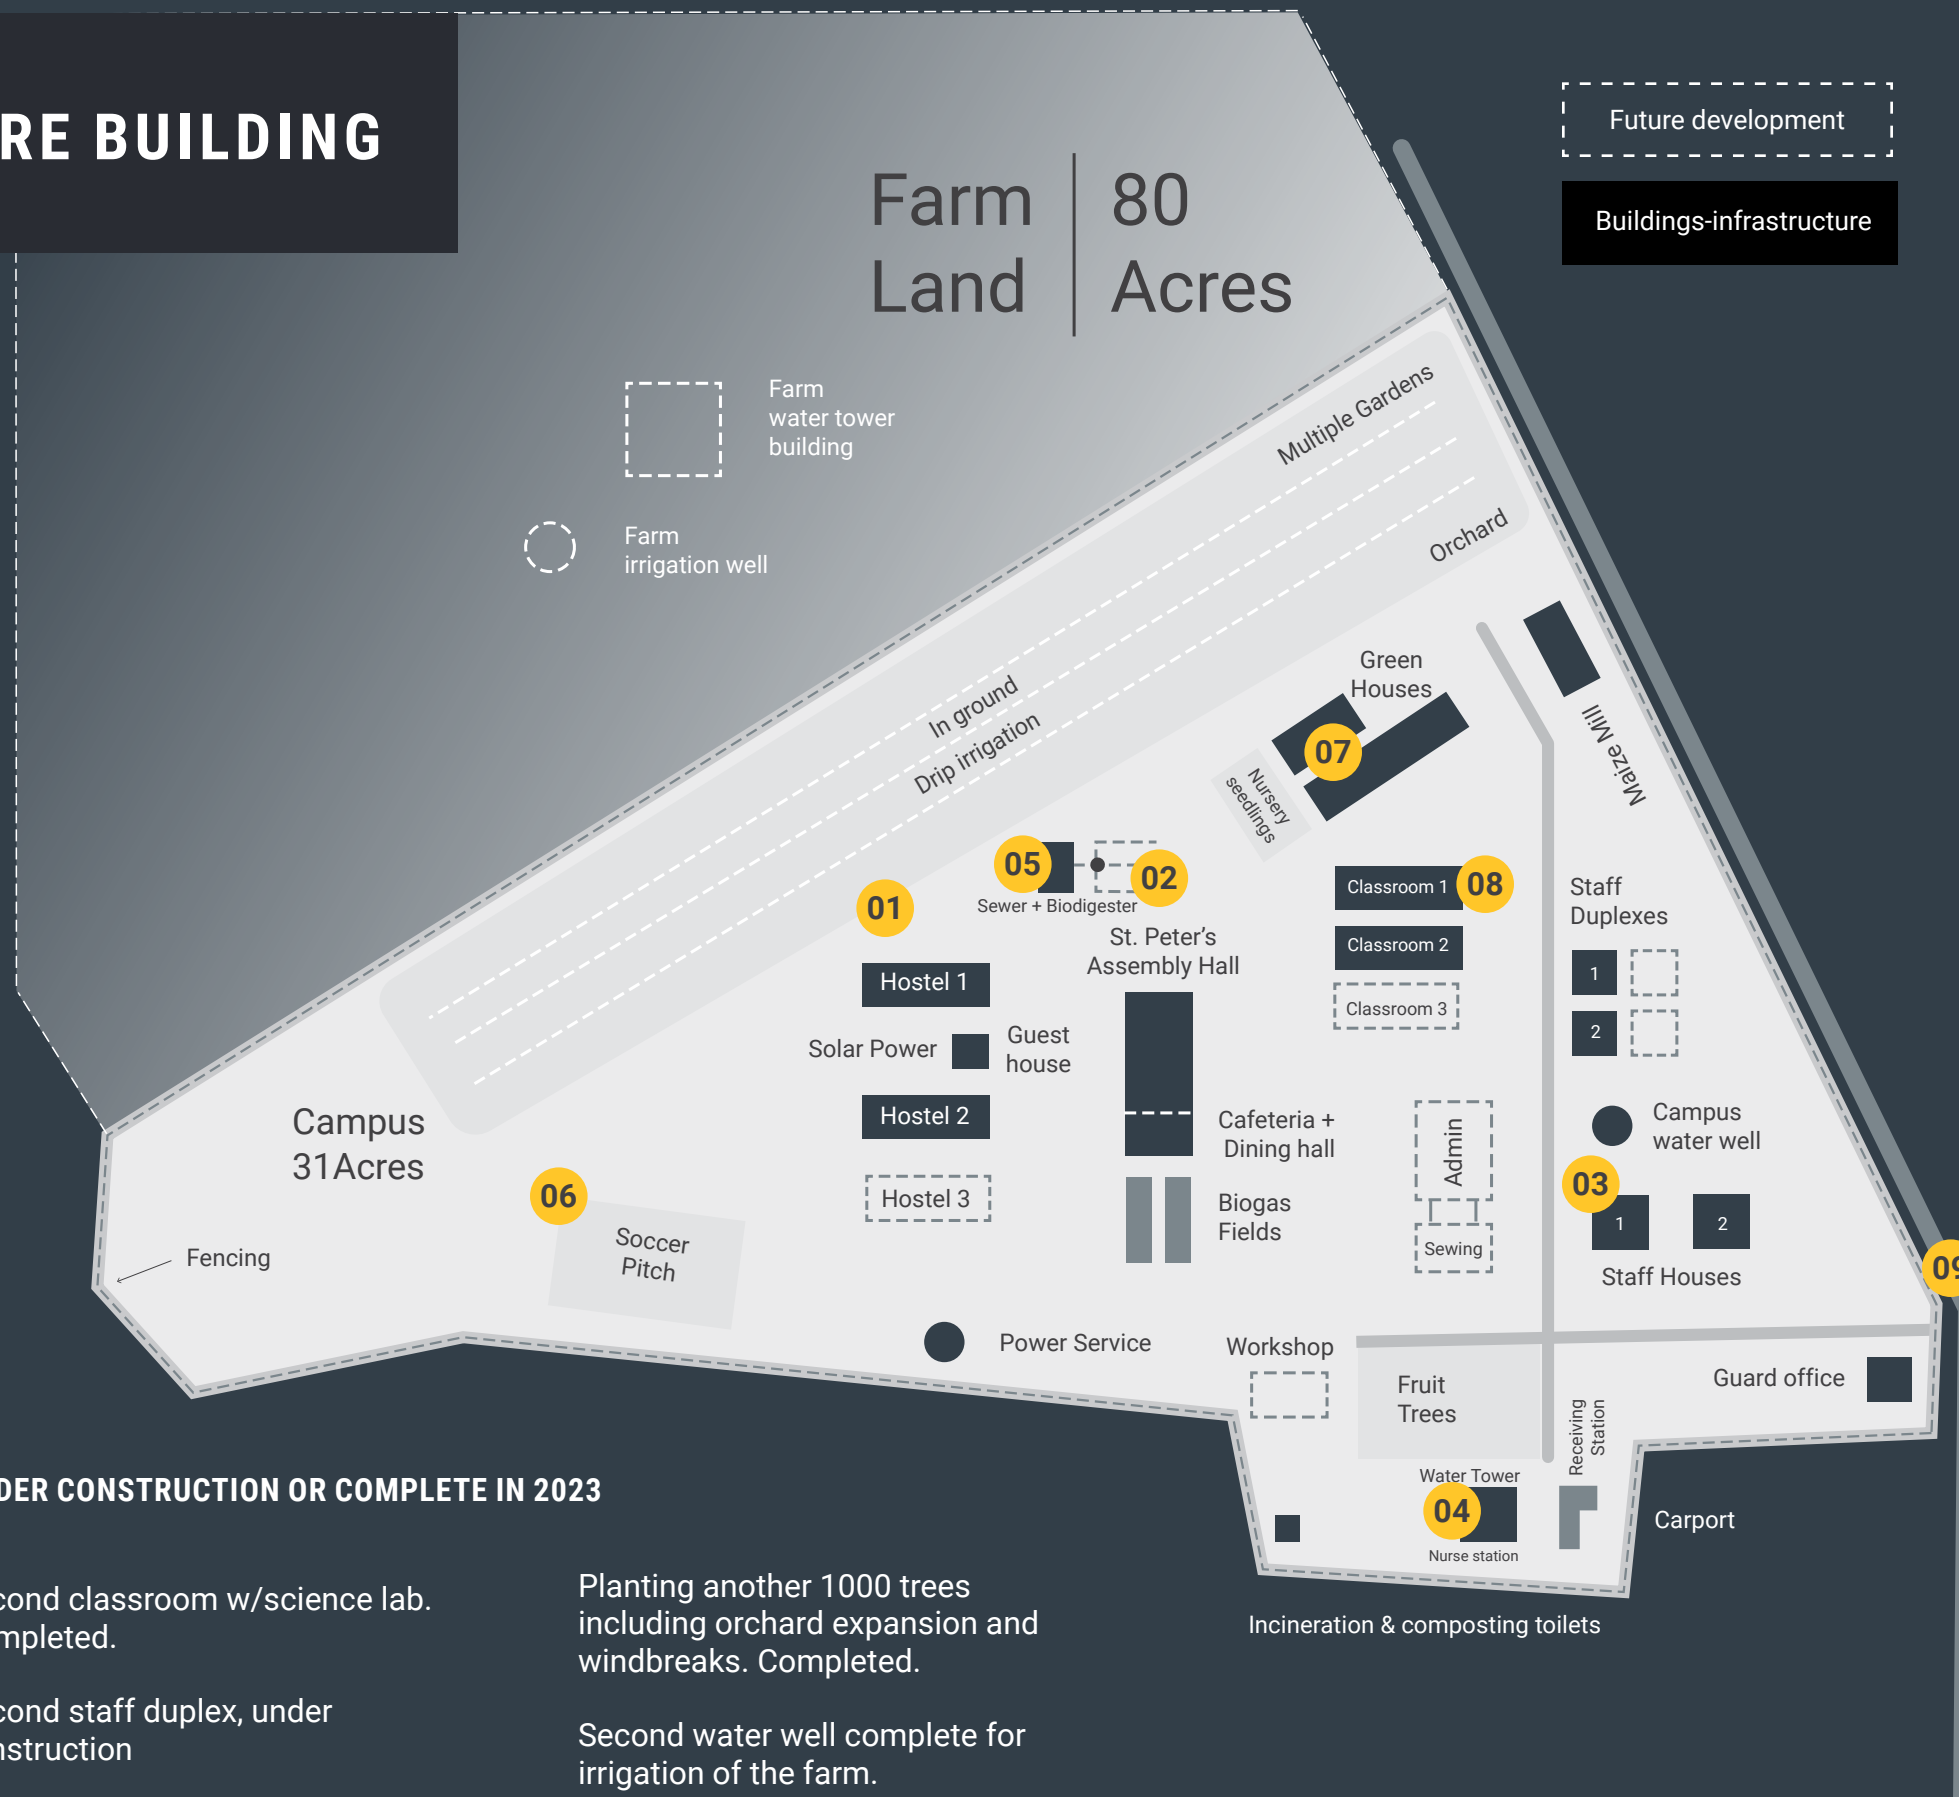 RE BUILDING
Future development
Buildings-infrastructure
Farm
Land
80
Acres
Farm
water tower
building
Farm
irrigation well
Multiple Gardens
Orchard
In ground
Drip irrigation
Green
Houses
07
Nursery
seedlings
Maize Mill
05
02
Sewer + Biodigester
01
Classroom 1
08
Classroom 2
Classroom 3
Staff
Duplexes
1
2
St. Peter's
Assembly Hall
Hostel 1
Solar Power
Guest
house
Hostel 2
Hostel 3
Cafeteria +
Dining hall
Biogas
Fields
Admin
Sewing
Campus
water well
03
1
2
Staff Houses
09
Campus
31Acres
06
Soccer
Pitch
Fencing
Power Service
Workshop
Fruit
Trees
Guard office
Receiving
Station
Water Tower
04
Nurse station
Carport
Incineration & composting toilets
DER CONSTRUCTION OR COMPLETE IN 2023
cond classroom w/science lab.
mpleted.
cond staff duplex, under
nstruction
Planting another 1000 trees
including orchard expansion and
windbreaks. Completed.
Second water well complete for
irrigation of the farm.